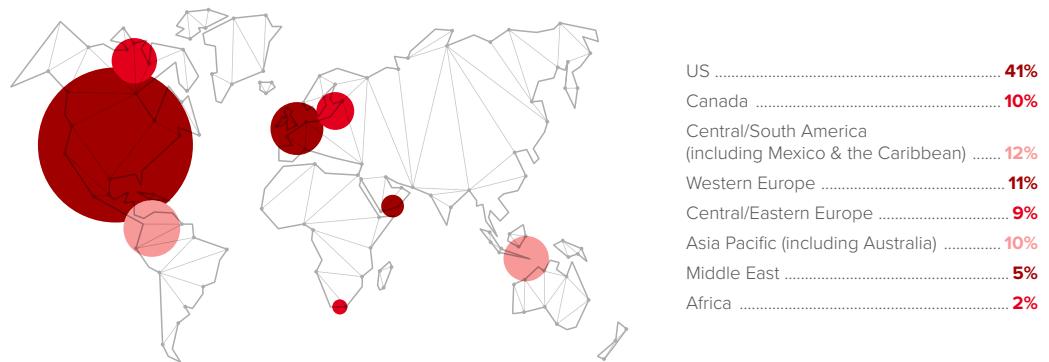 US 41%
Canada 10%
Central/South America
(including Mexico & the Caribbean) 12%
Western Europe 11%
Central/Eastern Europe 9%
Asia Pacific (including Australia) 10%
Middle East 5%
Africa 2%